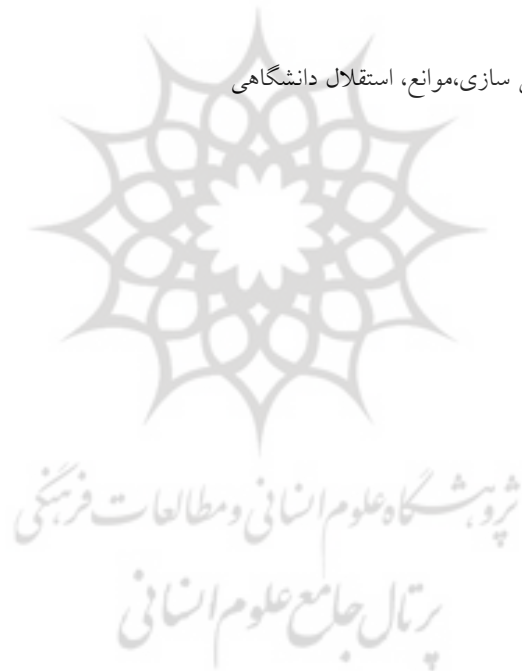 سازی،موانع، استقلال دانشگاهی
پژوهشگاه علوم انسانی و مطالعات فرهنگی
پرتال جامع علوم انسانی